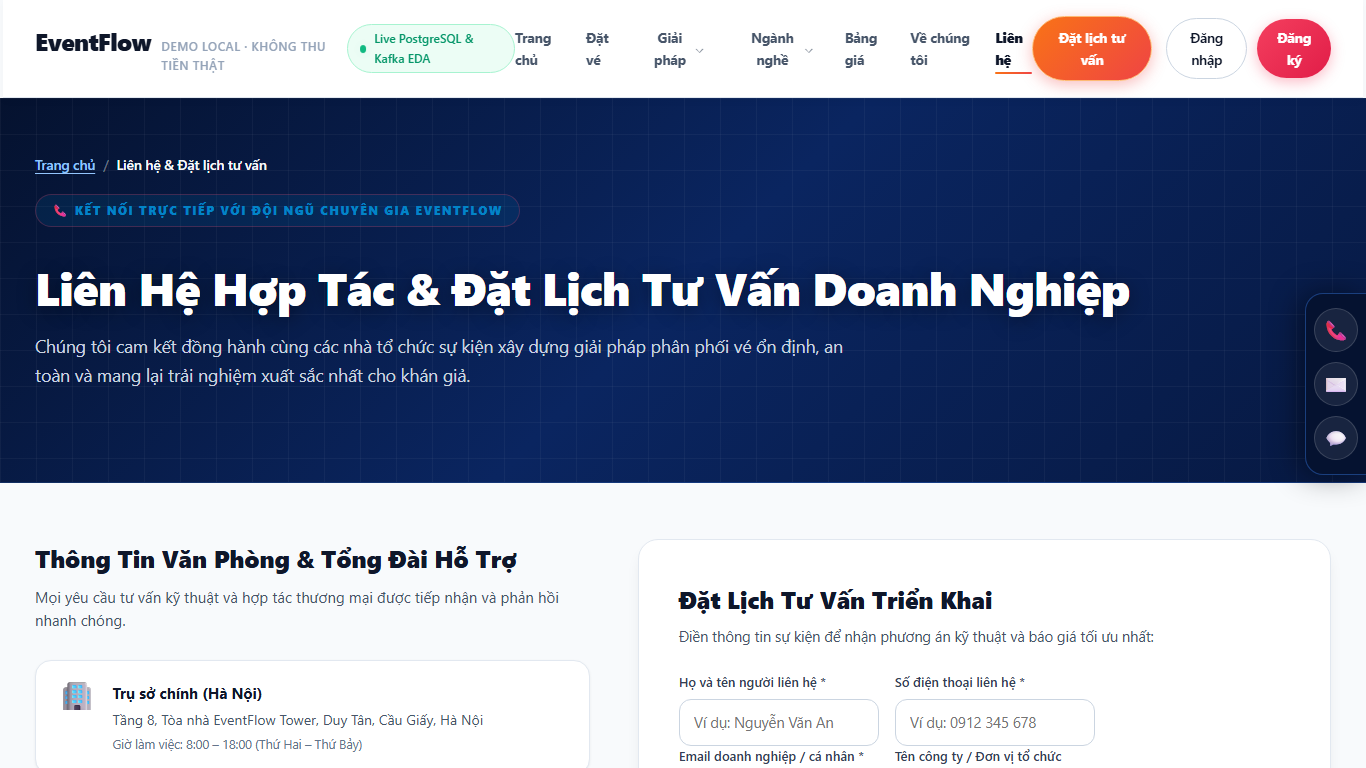 EventFlow
DEMO LOCAL · KHÔNG THU
TIỀN THẬT
Live PostgreSQL &
Kafka EDA
Trang
chủ
Đặt
vé
Giải
pháp
Ngành
nghề
Bảng
giá
Về chúng
tôi
Liên
hệ
Đặt lịch tư
vấn
Đăng
nhập
Đăng
ký
Trang chủ / Liên hệ & Đặt lịch tư vấn
KẾT NỐI TRỰC TIẾP VỚI ĐỘI NGŨ CHUYÊN GIA EVENTFLOW
Liên Hệ Hợp Tác & Đặt Lịch Tư Vấn Doanh Nghiệp
Chúng tôi cam kết đồng hành cùng các nhà tổ chức sự kiện xây dựng giải pháp phân phối vé ổn định, an
toàn và mang lại trải nghiệm xuất sắc nhất cho khán giả.
Thông Tin Văn Phòng & Tổng Đài Hỗ Trợ
Mọi yêu cầu tư vấn kỹ thuật và hợp tác thương mại được tiếp nhận và phản hồi
nhanh chóng.
Trụ sở chính (Hà Nội)
Tầng 8, Tòa nhà EventFlow Tower, Duy Tân, Cầu Giấy, Hà Nội
Giờ làm việc: 8:00 – 18:00 (Thứ Hai – Thứ Bảy)
Đặt Lịch Tư Vấn Triển Khai
Điền thông tin sự kiện để nhận phương án kỹ thuật và báo giá tối ưu nhất:
Họ và tên người liên hệ *
Số điện thoại liên hệ *
Ví dụ: Nguyễn Văn An
Ví dụ: 0912 345 678
Email doanh nghiệp / cá nhân *
Tên công ty / Đơn vị tổ chức